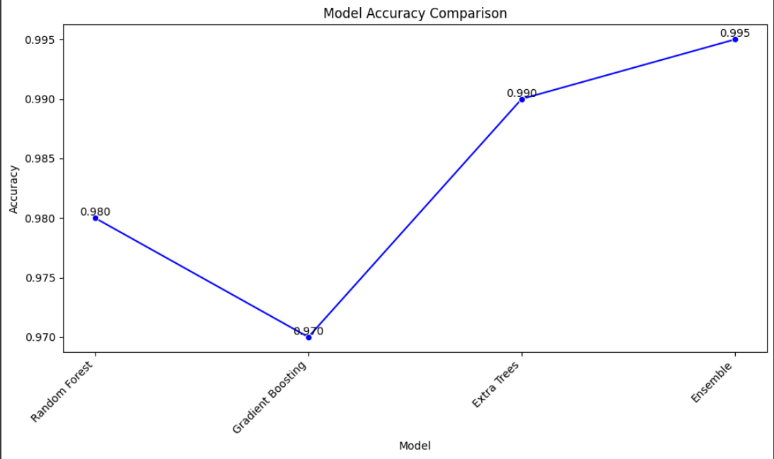 Model Accuracy Comparison
0.995
0.990
0.985
0.980
0.975
0.970
Accuracy
0.980
0.970
0.990
0.995
Random Forest
Gradient Boosting
Extra Trees
Ensemble
Model